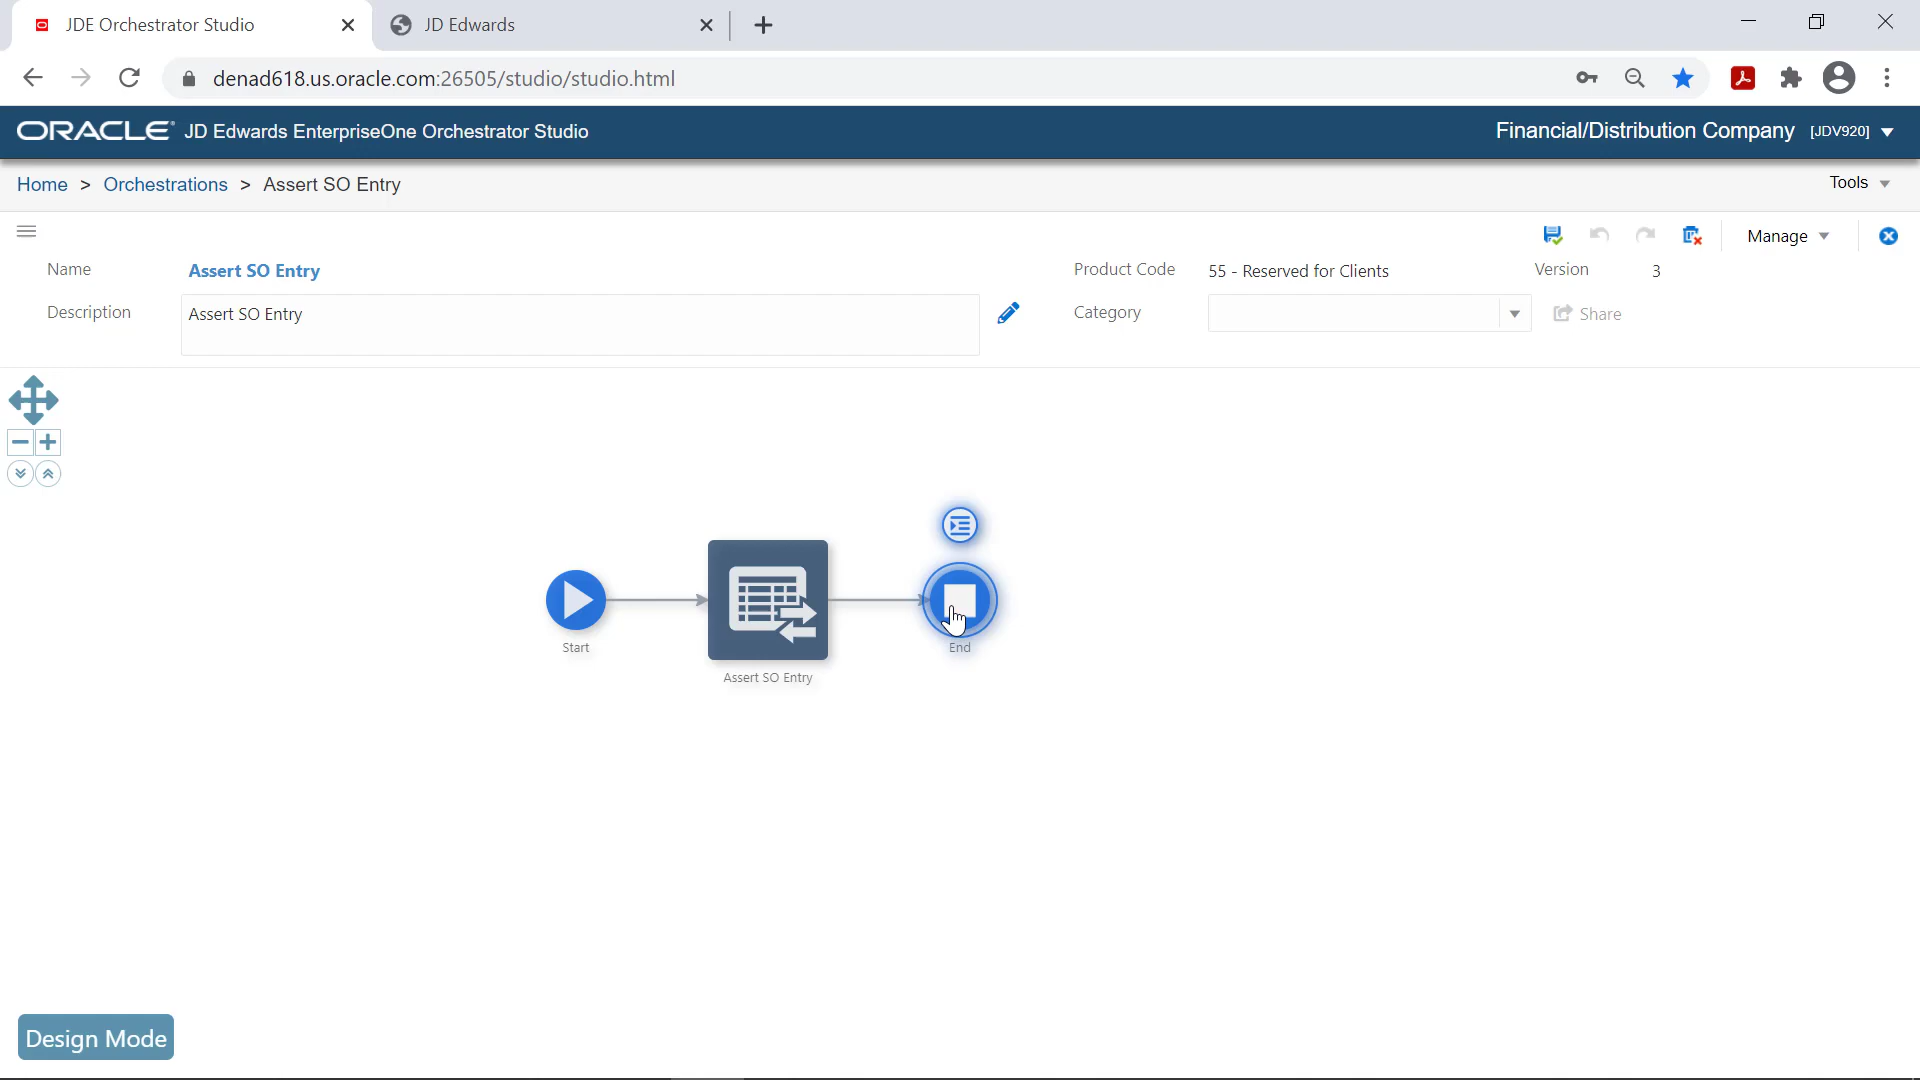 JDE Orchestrator Studio
JD Edwards
denad618.us.oracle.com:26505/studio/studio.html
ORACLE JD Edwards EnterpriseOne Orchestrator Studio
Financial/Distribution Company [JDV920]
Home > Orchestrations > Assert SO Entry
Tools
Manage
Name Assert SO Entry
Product Code 55 - Reserved for Clients
Version 3
Description Assert SO Entry
Category
Share
Start
End
Assert SO Entry
Design Mode